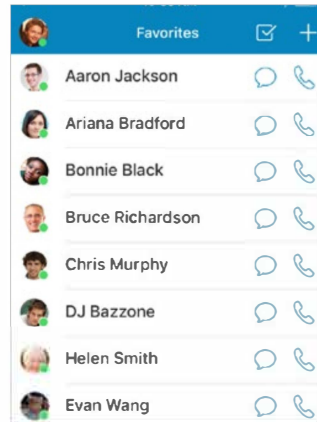 Favorites
Aaron Jackson
Ariana Bradford
Bonnie Black
Bruce Richardson
Chris Murphy
DJ Bazzone
Helen Smith
Evan Wang